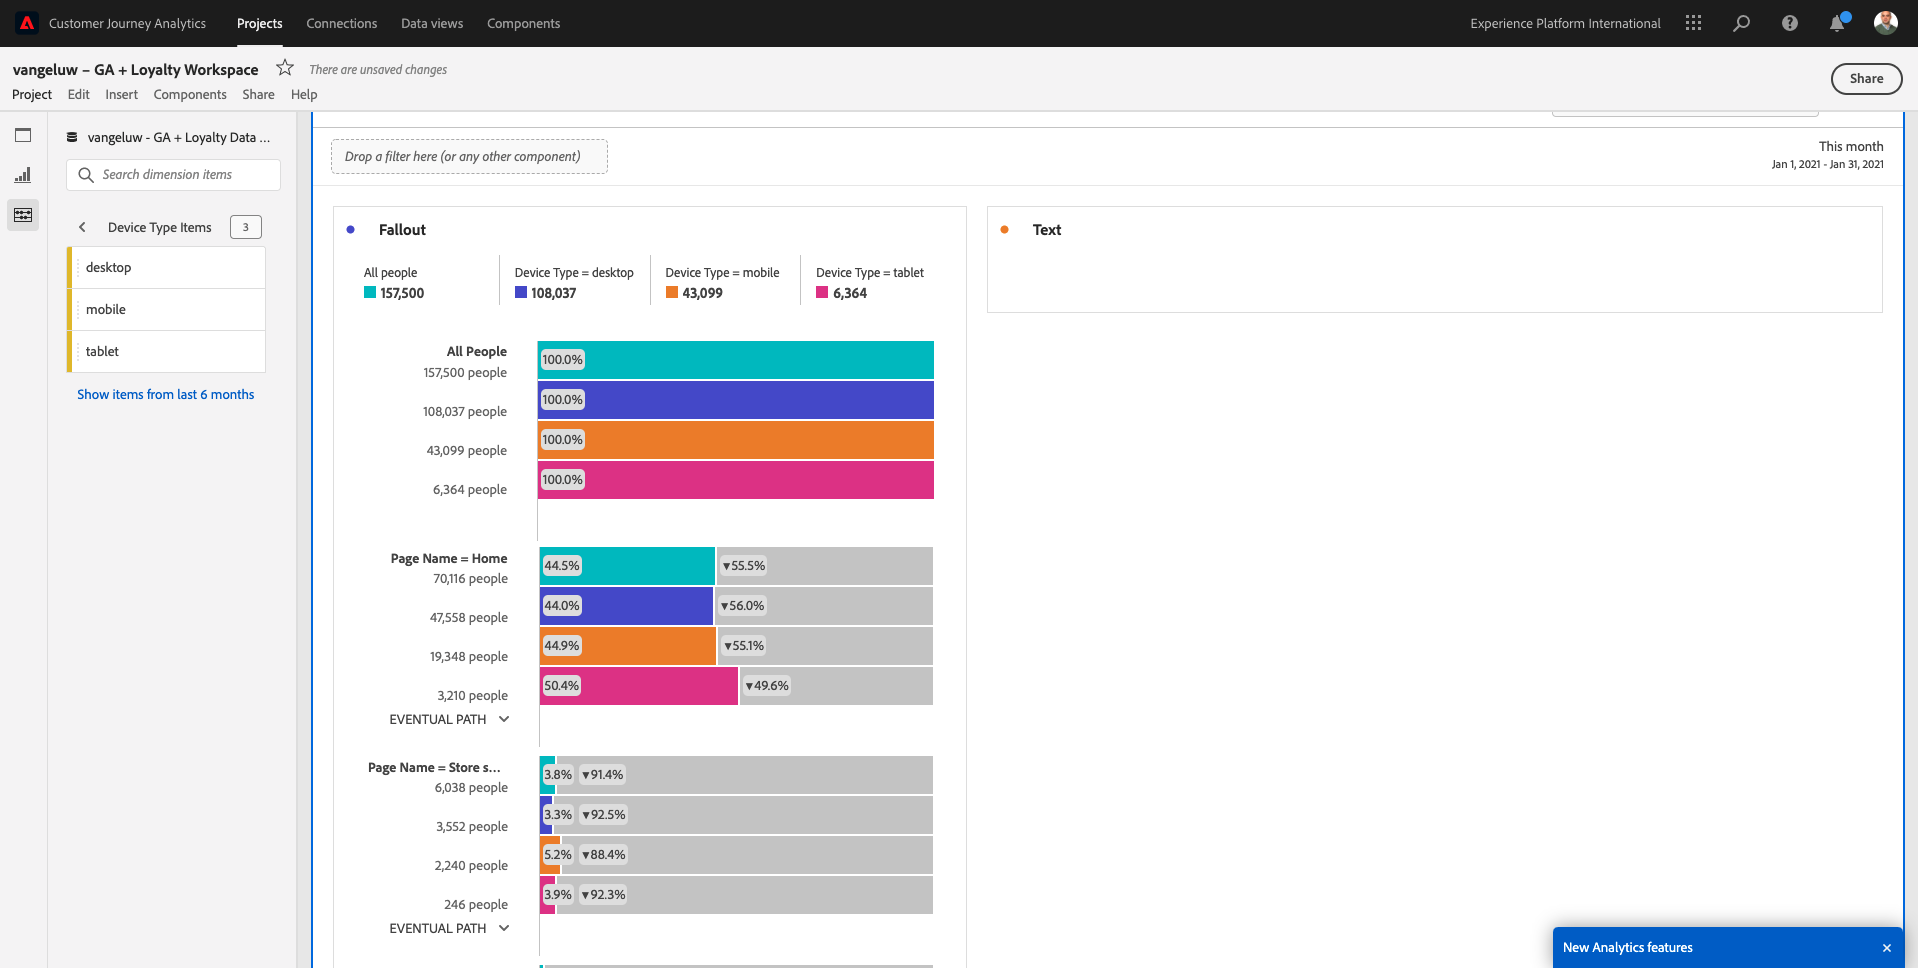 Customer Journey Analytics Projects Connections Data views Components Experience Platform International
vangeluw – GA + Loyalty Workspace There are unsaved changes
Project Edit Insert Components Share Help
Share
vangeluw - GA + Loyalty Data ...
Search dimension items
Device Type Items 3
desktop
mobile
tablet
Show items from last 6 months
Drop a filter here (or any other component)
This month
Jan 1, 2021 - Jan 31, 2021
Fallout
All people Device Type = desktop Device Type = mobile Device Type = tablet
157,500 108,037 43,099 6,364
All People
157,500 people 100.0%
108,037 people 100.0%
43,099 people 100.0%
6,364 people 100.0%
Page Name = Home
70,116 people 44.5% ▼55.5%
47,558 people 44.0% ▼56.0%
19,348 people 44.9% ▼55.1%
3,210 people 50.4% ▼49.6%
EVENTUAL PATH
Page Name = Store s...
6,038 people 3.8% ▼91.4%
3,552 people 3.3% ▼92.5%
2,240 people 5.2% ▼88.4%
246 people 3.9% ▼92.3%
EVENTUAL PATH
Text
New Analytics features ×